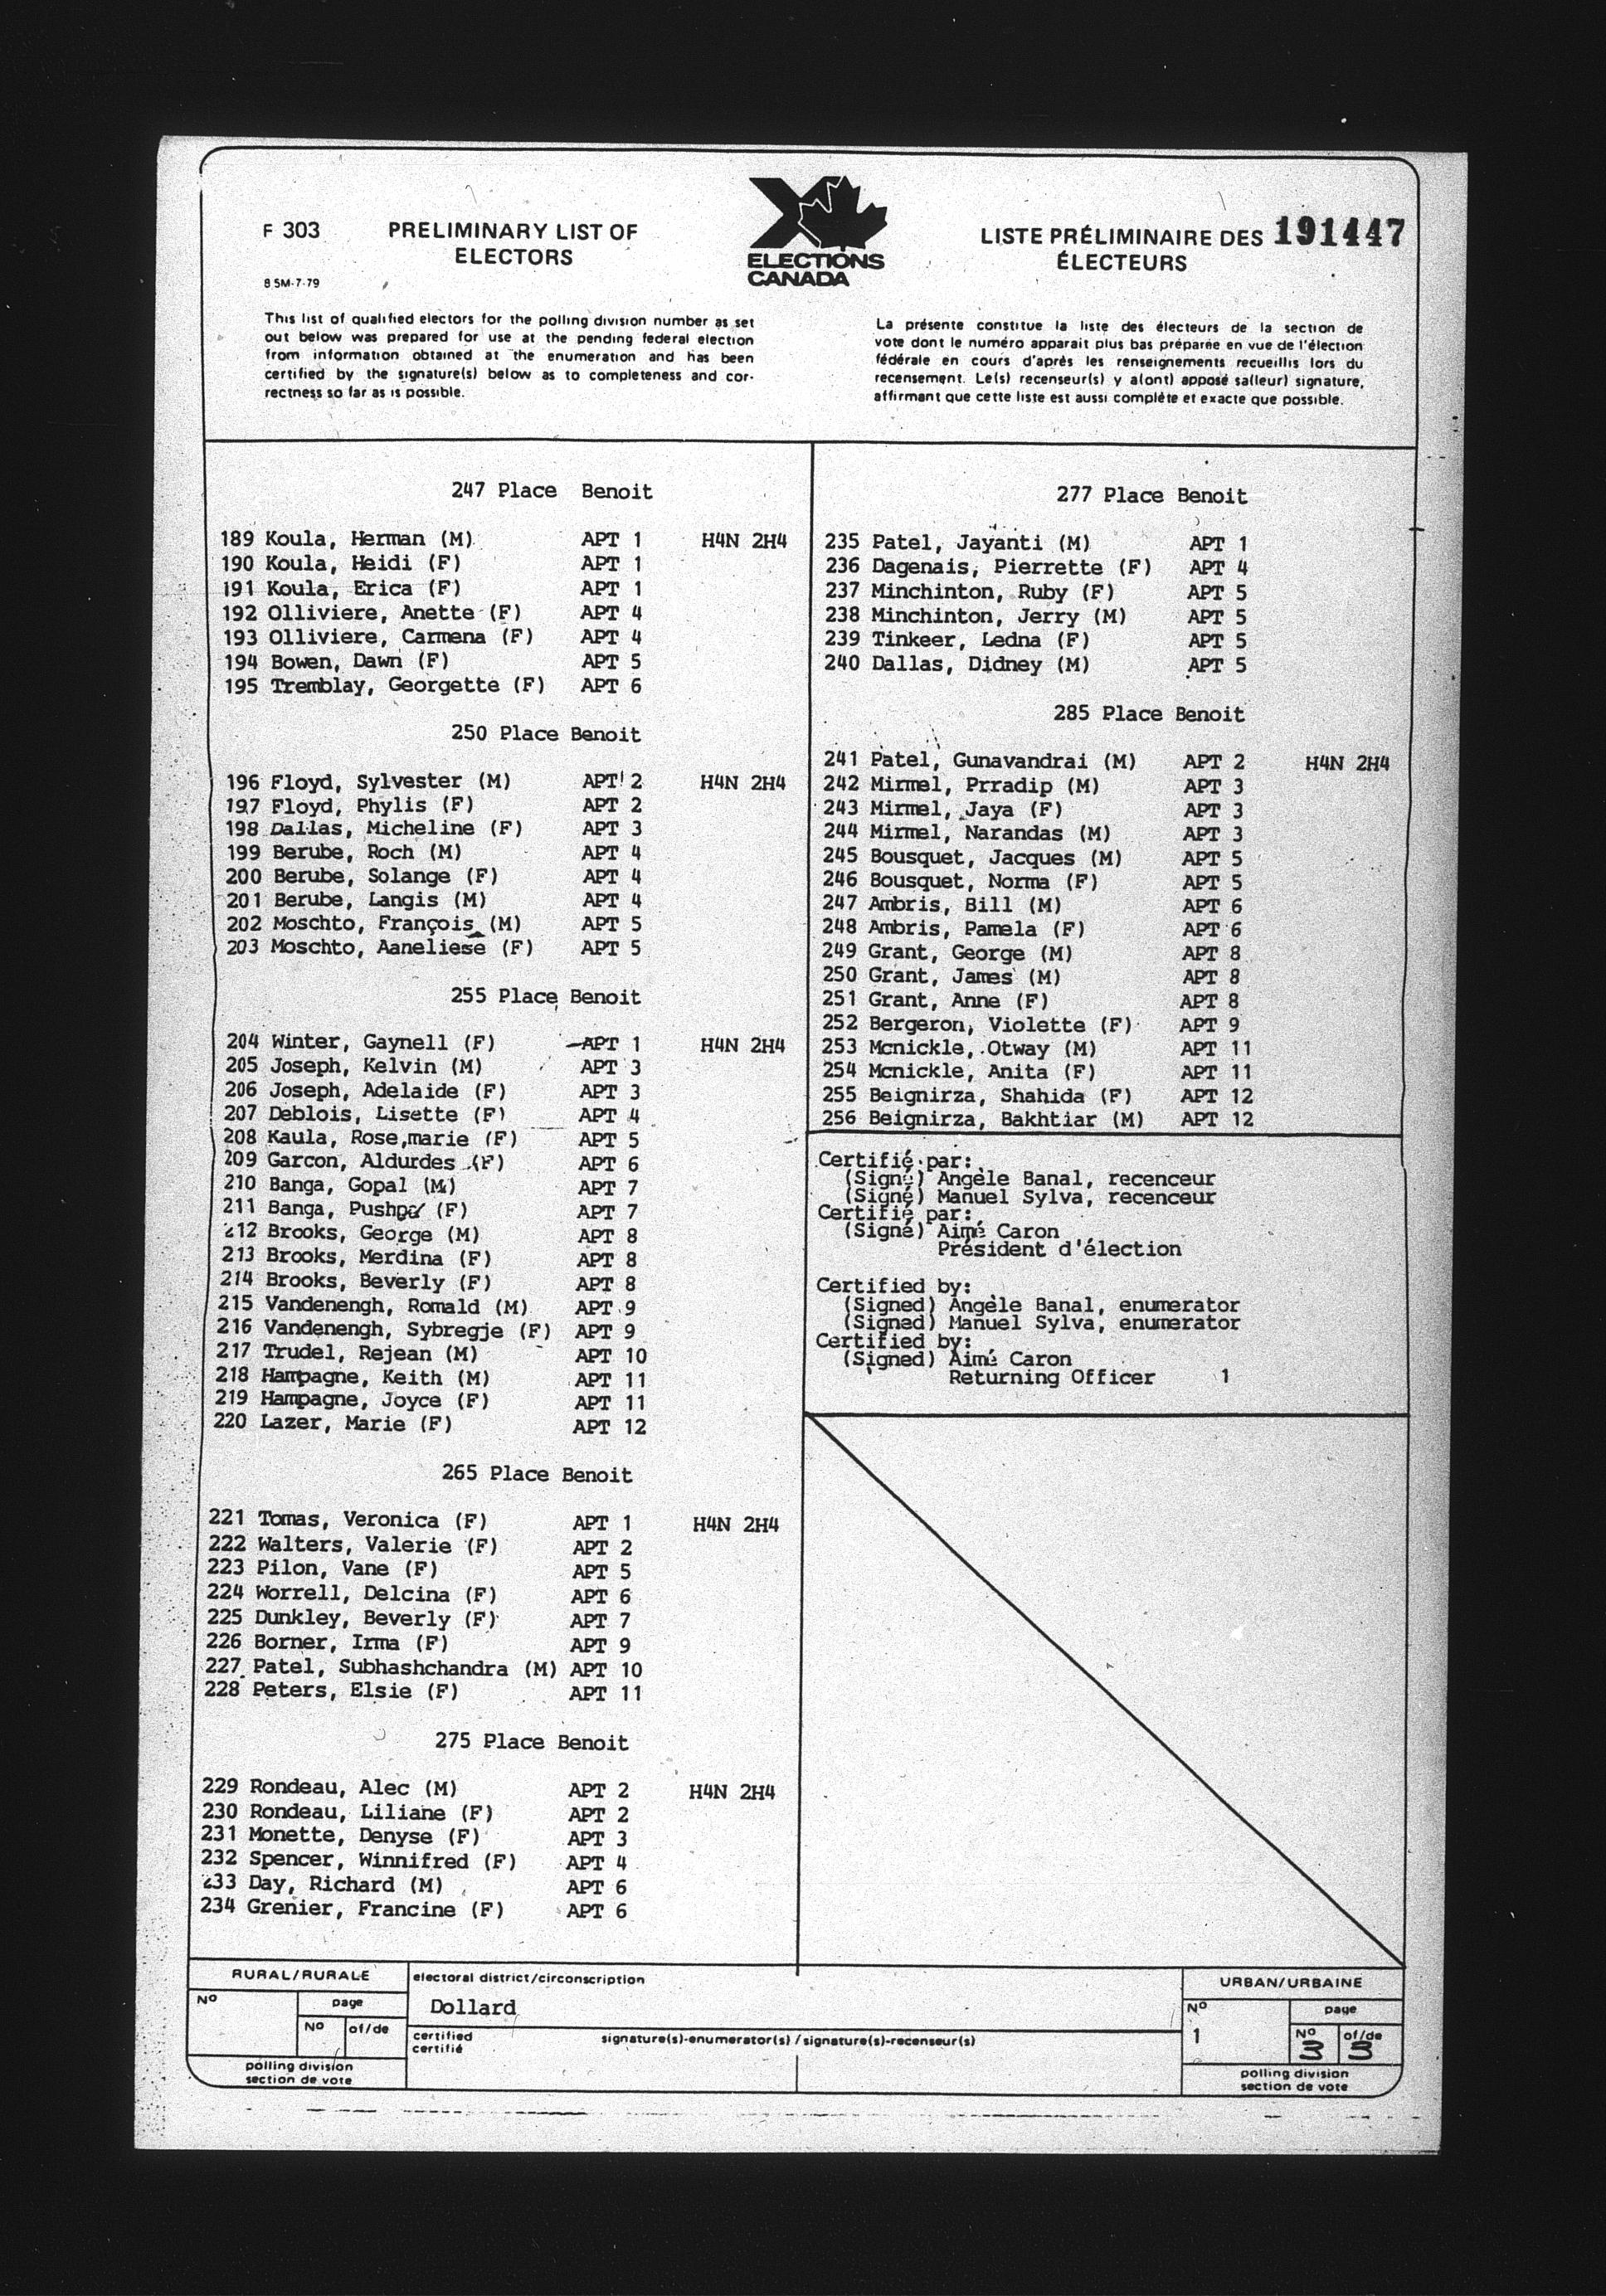 F 303
PRELIMINARY LIST OF
ELECTORS
8 5M-7-79
ELECTIONS
CANADA
LISTE PRÉLIMINAIRE DES 191447
ÉLECTEURS
This list of qualified electors for the polling division number as set
out below was prepared for use at the pending federal election
from information obtained at the enumeration and has been
certified by the signature(s) below as to completeness and cor-
rectness so far as is possible.
La présente constitue la liste des électeurs de la section de
vote dont le numéro apparait plus bas préparée en vue de l'élection
fédérale en cours d'après les renseignements recueillis lors du
recensement. Le(s) recenseur(s) y a(ont) apposé sa(leur) signature,
affirmant que cette liste est aussi complète et exacte que possible.
247 Place Benoit
189 Koula, Herman (M) APT 1 H4N 2H4
190 Koula, Heidi (F) APT 1
191 Koula, Erica (F) APT 1
192 Olliviere, Anette (F) APT 4
193 Olliviere, Carmena (F) APT 4
194 Bowen, Dawn (F) APT 5
195 Tremblay, Georgette (F) APT 6
250 Place Benoit
196 Floyd, Sylvester (M) APT 2 H4N 2H4
197 Floyd, Phylis (F) APT 2
198 Dallas, Micheline (F) APT 3
199 Berube, Roch (M) APT 4
200 Berube, Solange (F) APT 4
201 Berube, Langis (M) APT 4
202 Moschto, François (M) APT 5
203 Moschto, Aaneliese (F) APT 5
255 Place Benoit
204 Winter, Gaynell (F) APT 1 H4N 2H4
205 Joseph, Kelvin (M) APT 3
206 Joseph, Adelaide (F) APT 3
207 Deblois, Lisette (F) APT 4
208 Kaula, Rose,marie (F) APT 5
209 Garcon, Aldurdes (F) APT 6
210 Banga, Gopal (M) APT 7
211 Banga, Pushpa (F) APT 7
212 Brooks, George (M) APT 8
213 Brooks, Merdina (F) APT 8
214 Brooks, Beverly (F) APT 8
215 Vandenengh, Romald (M) APT 9
216 Vandenengh, Sybregje (F) APT 9
217 Trudel, Rejean (M) APT 10
218 Hampagne, Keith (M) APT 11
219 Hampagne, Joyce (F) APT 11
220 Lazer, Marie (F) APT 12
265 Place Benoit
221 Tomas, Veronica (F) APT 1 H4N 2H4
222 Walters, Valerie (F) APT 2
223 Pilon, Vane (F) APT 5
224 Worrell, Delcina (F) APT 6
225 Dunkley, Beverly (F) APT 7
226 Borner, Irma (F) APT 9
227 Patel, Subhashchandra (M) APT 10
228 Peters, Elsie (F) APT 11
275 Place Benoit
229 Rondeau, Alec (M) APT 2 H4N 2H4
230 Rondeau, Liliane (F) APT 2
231 Monette, Denyse (F) APT 3
232 Spencer, Winnifred (F) APT 4
233 Day, Richard (M) APT 6
234 Grenier, Francine (F) APT 6
277 Place Benoit
235 Patel, Jayanti (M) APT 1
236 Dagenais, Pierrette (F) APT 4
237 Minchinton, Ruby (F) APT 5
238 Minchinton, Jerry (M) APT 5
239 Tinkeer, Ledna (F) APT 5
240 Dallas, Didney (M) APT 5
285 Place Benoit
241 Patel, Gunavandrai (M) APT 2 H4N 2H4
242 Mirmel, Prradip (M) APT 3
243 Mirmel, Jaya (F) APT 3
244 Mirmel, Narandas (M) APT 3
245 Bousquet, Jacques (M) APT 5
246 Bousquet, Norma (F) APT 5
247 Ambris, Bill (M) APT 6
248 Ambris, Pamela (F) APT 6
249 Grant, George (M) APT 8
250 Grant, James (M) APT 8
251 Grant, Anne (F) APT 8
252 Bergeron, Violette (F) APT 9
253 Mcnickle, Otway (M) APT 11
254 Mcnickle, Anita (F) APT 11
255 Beignirza, Shahida (F) APT 12
256 Beignirza, Bakhtiar (M) APT 12
Certifié par:
(Signé) Angèle Banal, recenceur
(Signé) Manuel Sylva, recenceur
Certifié par:
(Signé) Aimé Caron
Président d'élection
Certified by:
(Signed) Angèle Banal, enumerator
(Signed) Manuel Sylva, enumerator
Certified by:
(Signed) Aimé Caron
Returning Officer 1
RURAL/RURALE
No
page
No of/de
polling division
section de vote
electoral district/circonscription
Dollard
certified
certifié
signature(s)-enumerator(s) / signature(s)-recenseur(s)
URBAN/URBAINE
No
1
page
No of/de
3 3
polling division
section de vote